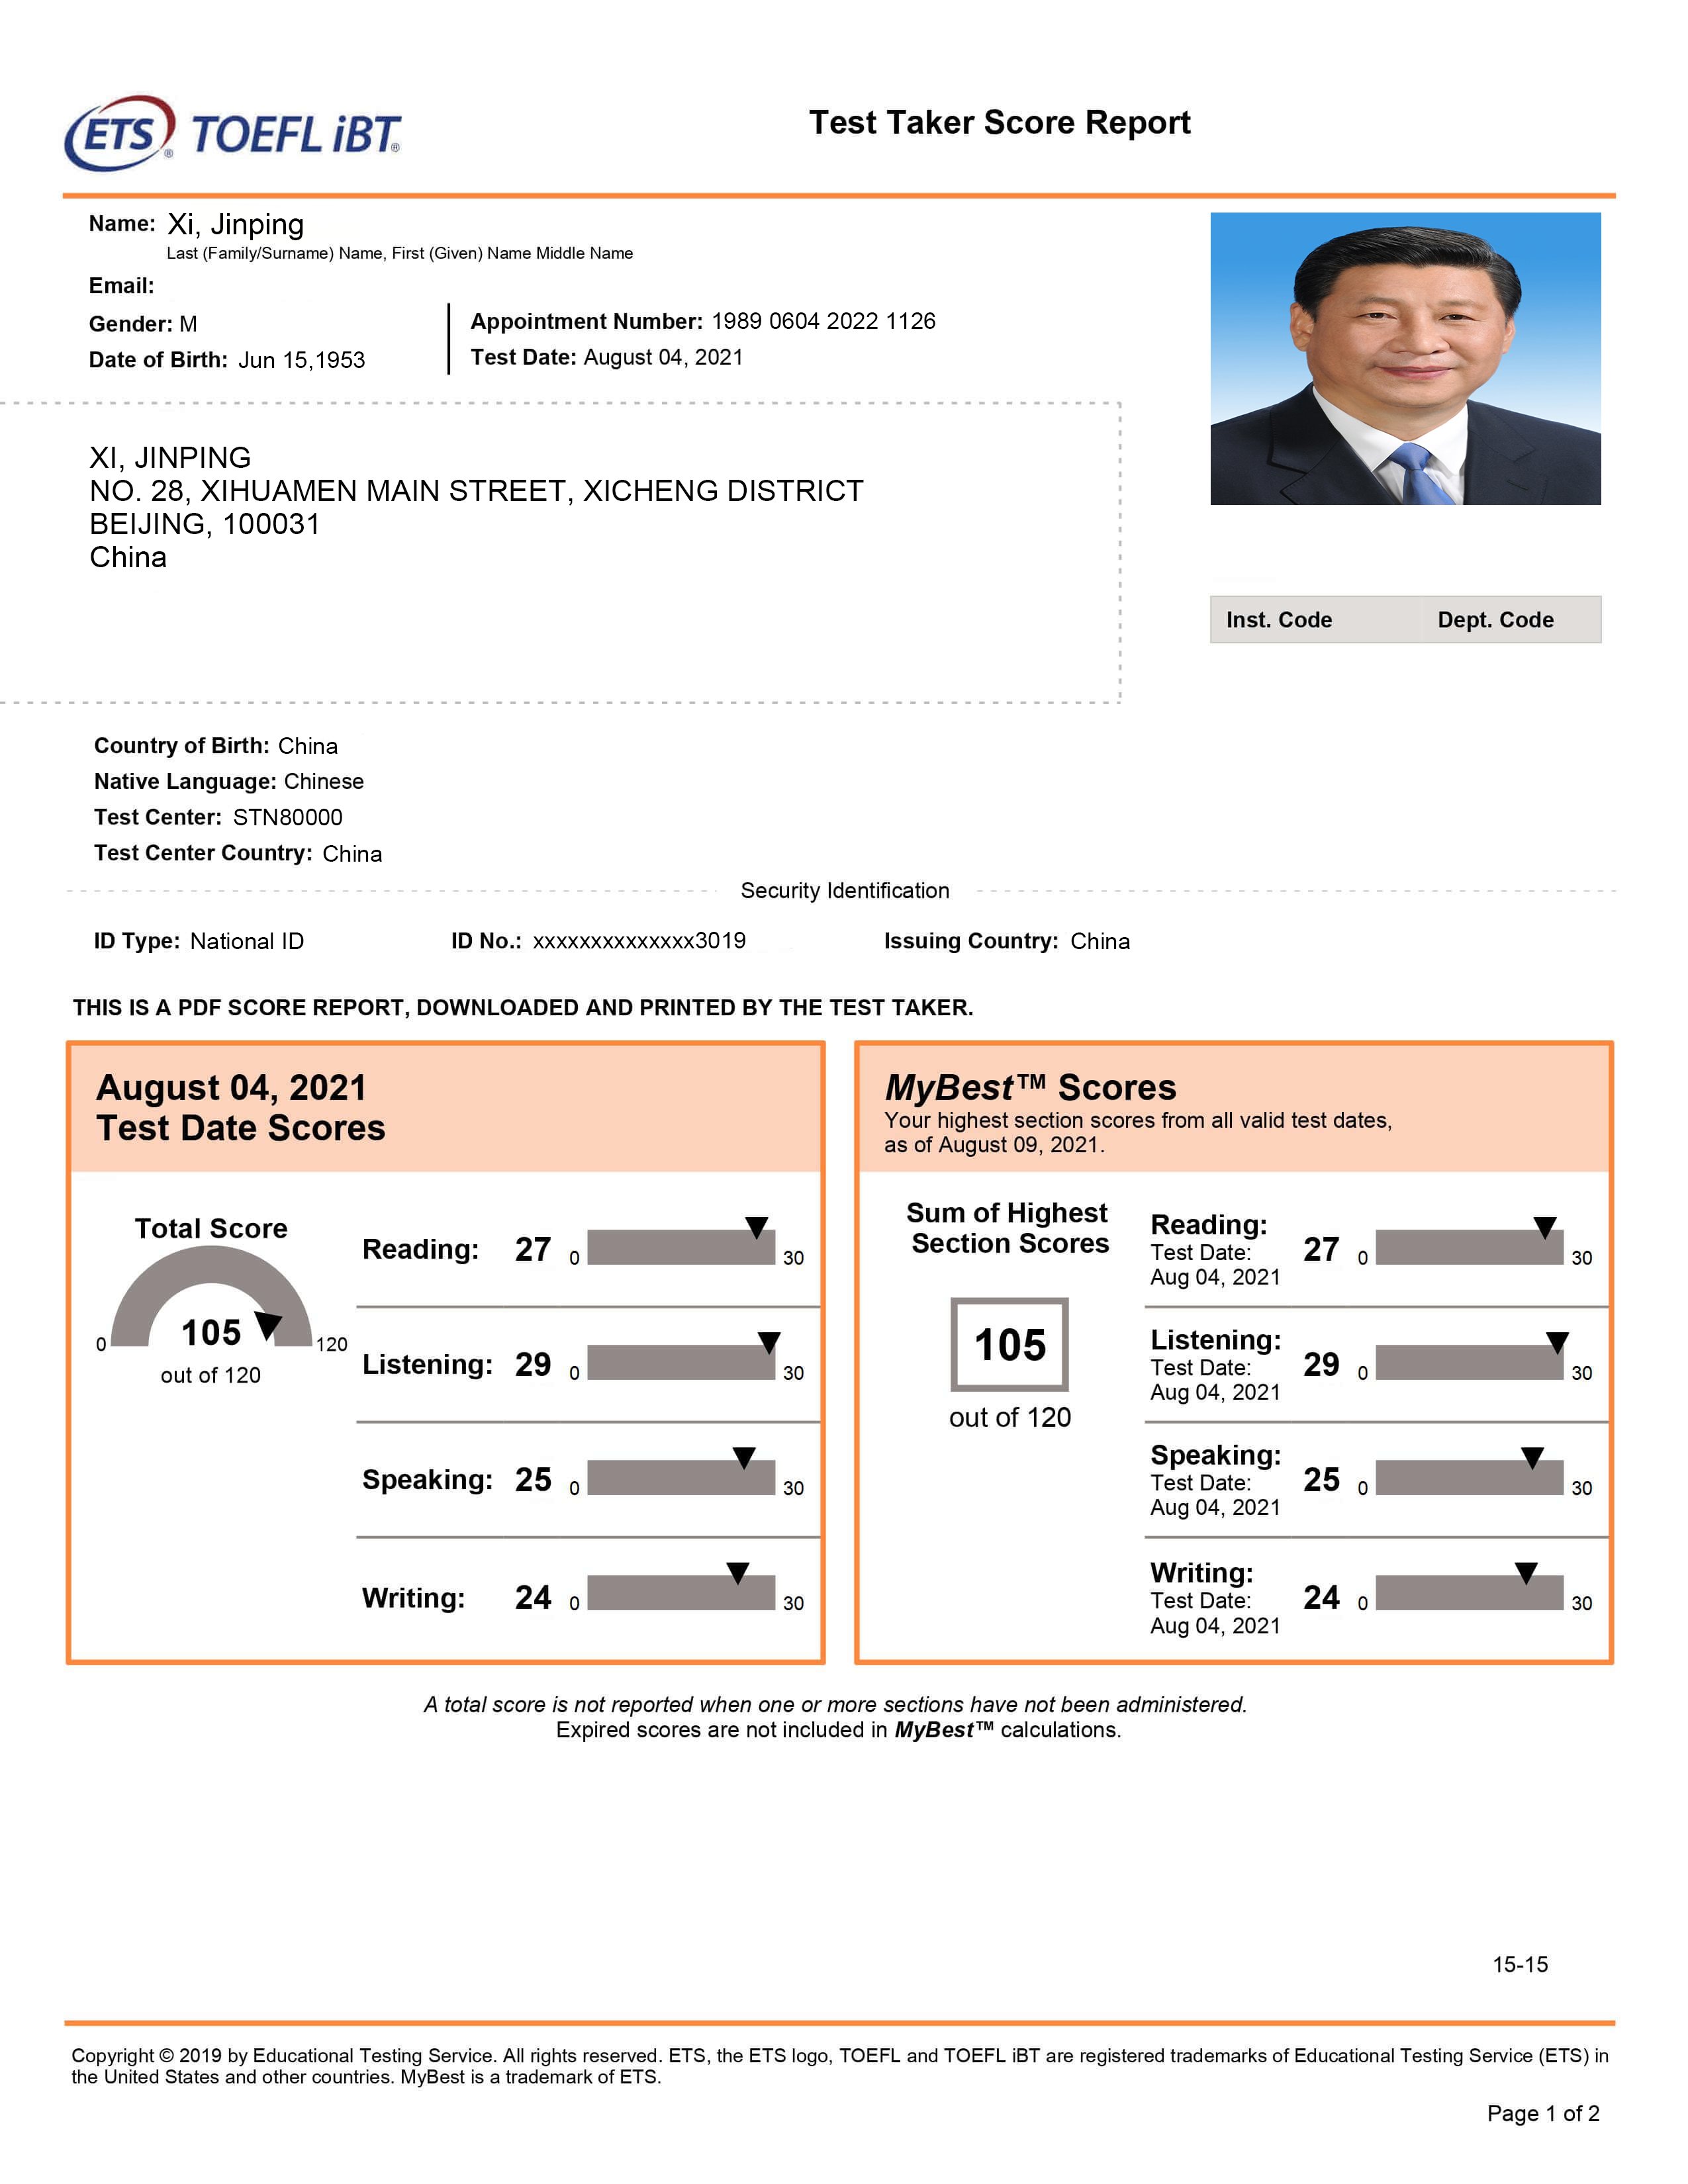 ETS® TOEFL iBT®
Test Taker Score Report
Name: Xi, Jinping
Last (Family/Surname) Name, First (Given) Name Middle Name
Email:
Gender: M
Appointment Number: 1989 0604 2022 1126
Date of Birth: Jun 15,1953
Test Date: August 04, 2021
XI, JINPING
NO. 28, XIHUAMEN MAIN STREET, XICHENG DISTRICT
BEIJING, 100031
China
Inst. Code Dept. Code
Country of Birth: China
Native Language: Chinese
Test Center: STN80000
Test Center Country: China
Security Identification
ID Type: National ID ID No.: xxxxxxxxxxxxxx3019 Issuing Country: China
THIS IS A PDF SCORE REPORT, DOWNLOADED AND PRINTED BY THE TEST TAKER.
August 04, 2021
Test Date Scores
Total Score
0 105 120
out of 120
Reading: 27 0 30
Listening: 29 0 30
Speaking: 25 0 30
Writing: 24 0 30
MyBest™ Scores
Your highest section scores from all valid test dates,
as of August 09, 2021.
Sum of Highest
Section Scores
105
out of 120
Reading:
Test Date:
Aug 04, 2021
27 0 30
Listening:
Test Date:
Aug 04, 2021
29 0 30
Speaking:
Test Date:
Aug 04, 2021
25 0 30
Writing:
Test Date:
Aug 04, 2021
24 0 30
A total score is not reported when one or more sections have not been administered.
Expired scores are not included in MyBest™ calculations.
15-15
Copyright © 2019 by Educational Testing Service. All rights reserved. ETS, the ETS logo, TOEFL and TOEFL iBT are registered trademarks of Educational Testing Service (ETS) in
the United States and other countries. MyBest is a trademark of ETS.
Page 1 of 2